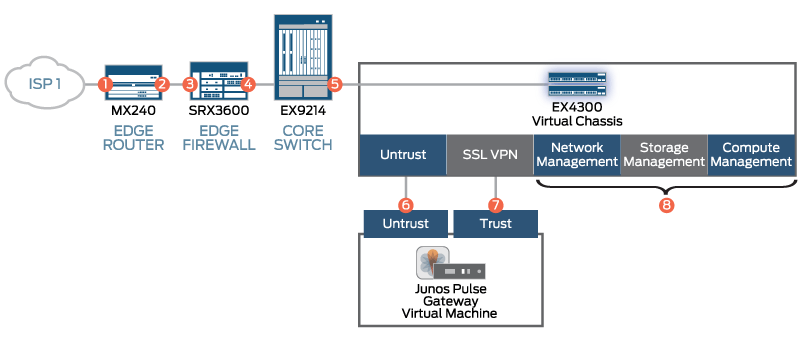 ISP 1
1
2
3
4
5
MX240
EDGE
ROUTER
SRX3600
EDGE
FIREWALL
EX9214
CORE
SWITCH
EX4300
Virtual Chassis
Untrust
SSL VPN
Network
Management
Storage
Management
Compute
Management
6
7
8
Untrust
Trust
Junos Pulse
Gateway
Virtual Machine